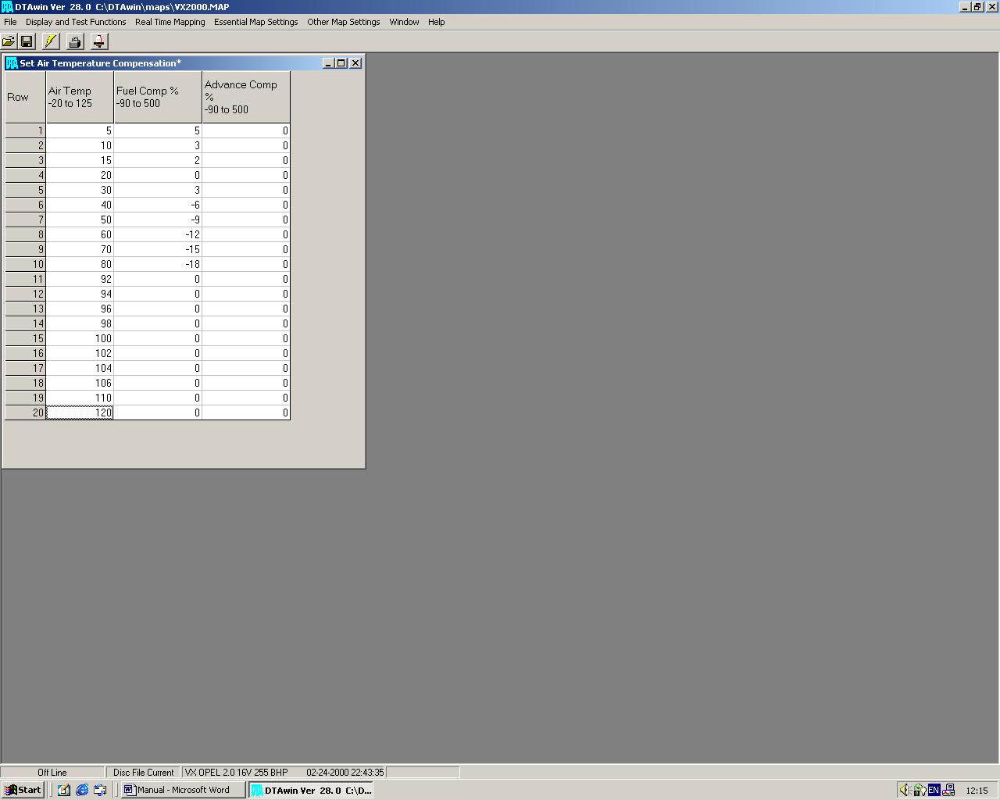 DTAwin Ver 28.0 C:\DTAwin\maps\VX2000.MAP
File Display and Test Functions Real Time Mapping Essential Map Settings Other Map Settings Window Help
Set Air Temperature Compensation*
Row Air Temp -20 to 125 Fuel Comp % -90 to 500 Advance Comp % -90 to 500
1 5 5 0
2 10 3 0
3 15 2 0
4 20 0 0
5 30 3 0
6 40 -6 0
7 50 -9 0
8 60 -12 0
9 70 -15 0
10 80 -18 0
11 92 0 0
12 94 0 0
13 96 0 0
14 98 0 0
15 100 0 0
16 102 0 0
17 104 0 0
18 106 0 0
19 110 0 0
20 120 0 0
Off Line Disc File Current VX OPEL 2.0 16V 255 BHP 02-24-2000 22:43:35
Start Manual - Microsoft Word DTAwin Ver 28.0 C:\D... EN 12:15